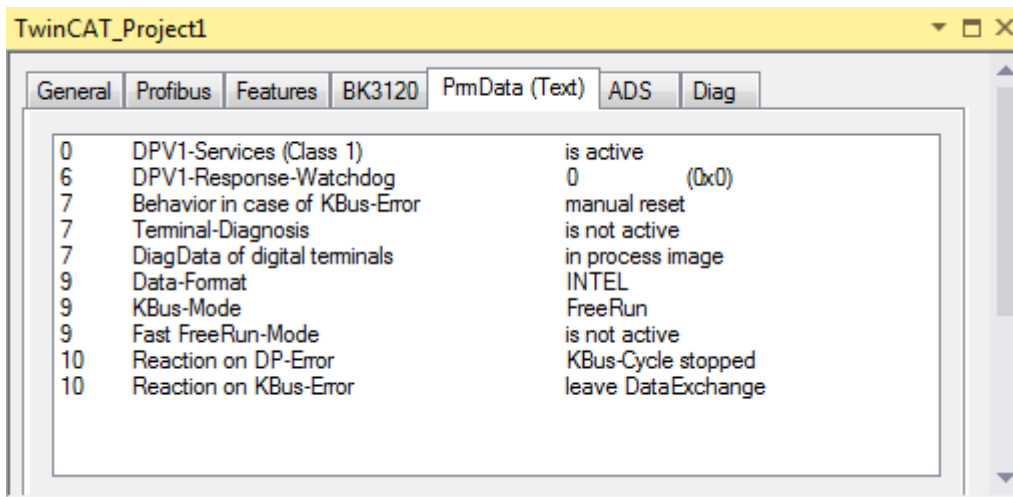 TwinCAT_Project1
General Profibus Features BK3120 PrmData (Text) ADS Diag
0 DPV1-Services (Class 1) is active
6 DPV1-Response-Watchdog 0 (0x0)
7 Behavior in case of KBus-Error manual reset
7 Terminal-Diagnosis is not active
7 DiagData of digital terminals in process image
9 Data-Format INTEL
9 KBus-Mode FreeRun
9 Fast FreeRun-Mode is not active
10 Reaction on DP-Error KBus-Cycle stopped
10 Reaction on KBus-Error leave DataExchange